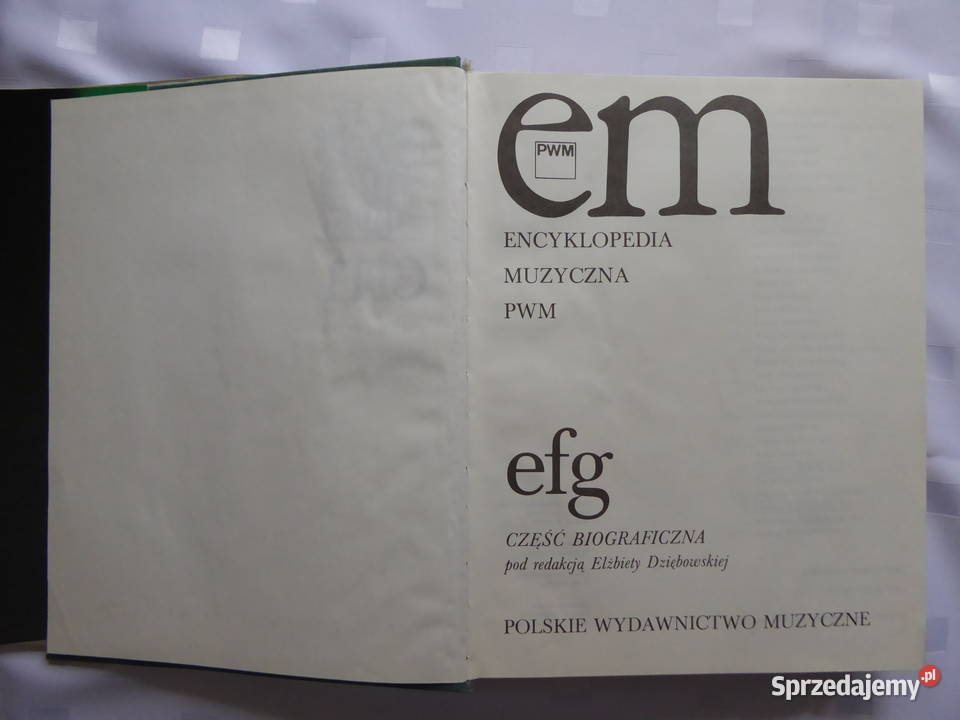 em
PWM
ENCYKLOPEDIA
MUZYCZNA
PWM
efg
CZĘŚĆ BIOGRAFICZNA
pod redakcją Elżbiety Dziębowskiej
POLSKIE WYDAWNICTWO MUZYCZNE
Sprzedajemy.pl